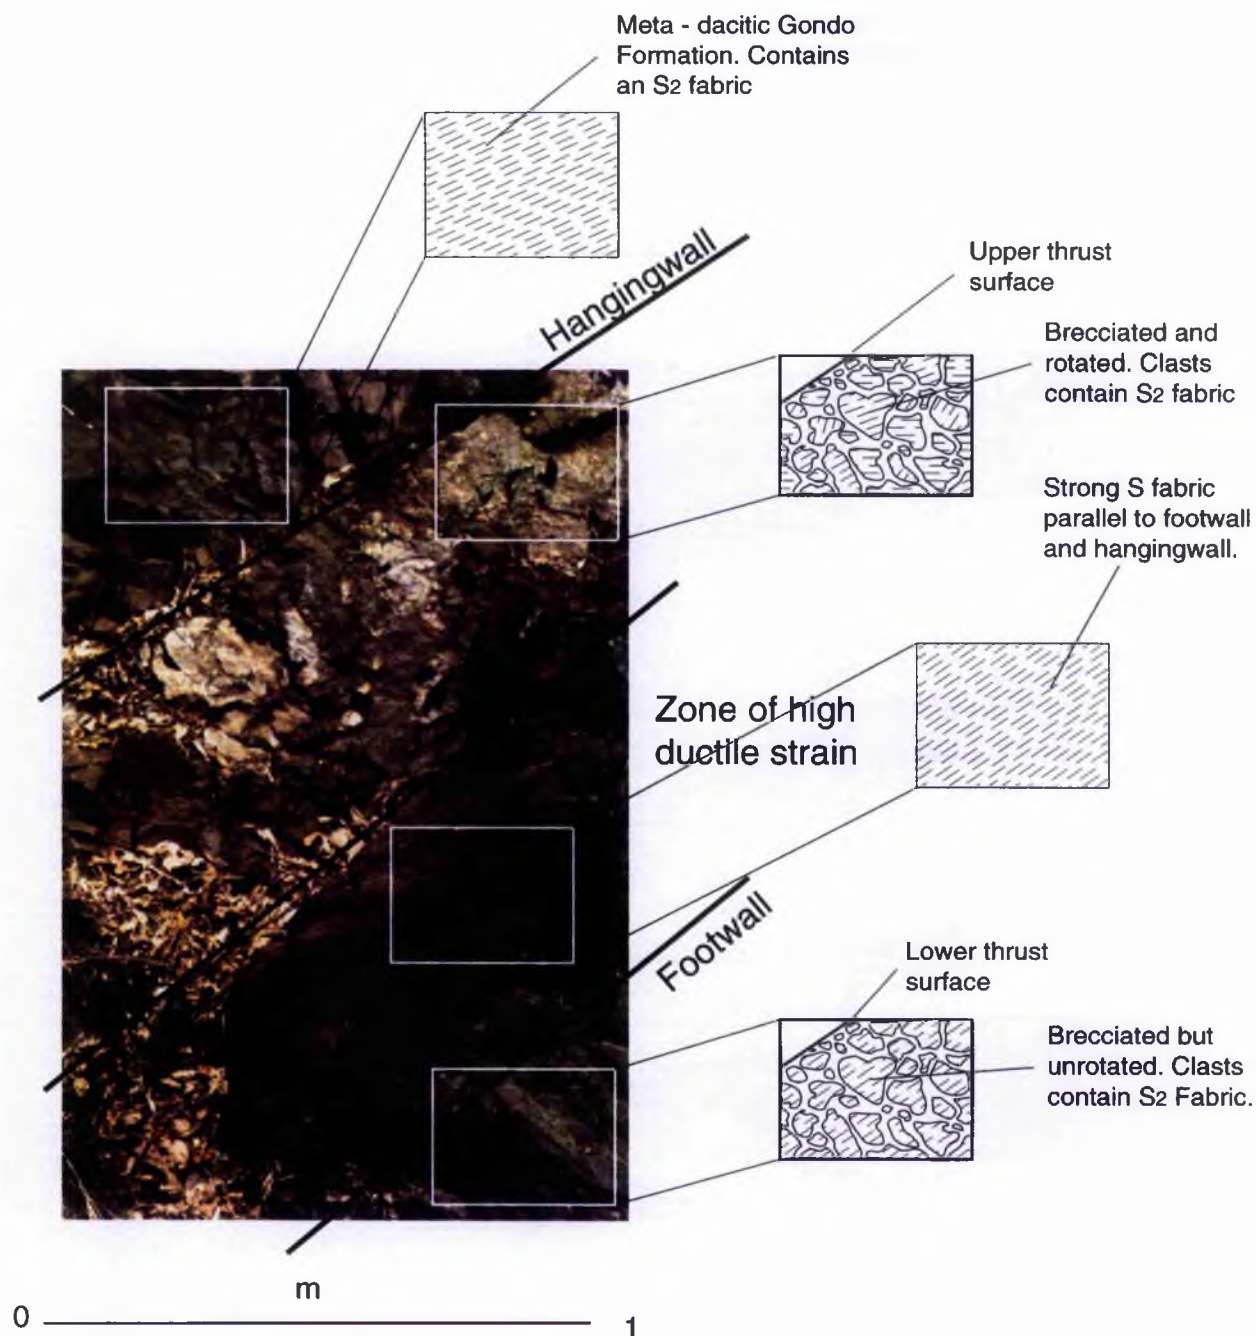 Meta - dacitic Gondo
Formation. Contains
an S2 fabric
Hangingwall
Upper thrust
surface
Brecciated and
rotated. Clasts
contain S2 fabric
Strong S fabric
parallel to footwall
and hangingwall.
Zone of high
ductile strain
Footwall
Lower thrust
surface
Brecciated but
unrotated. Clasts
contain S2 Fabric.
m
0 1